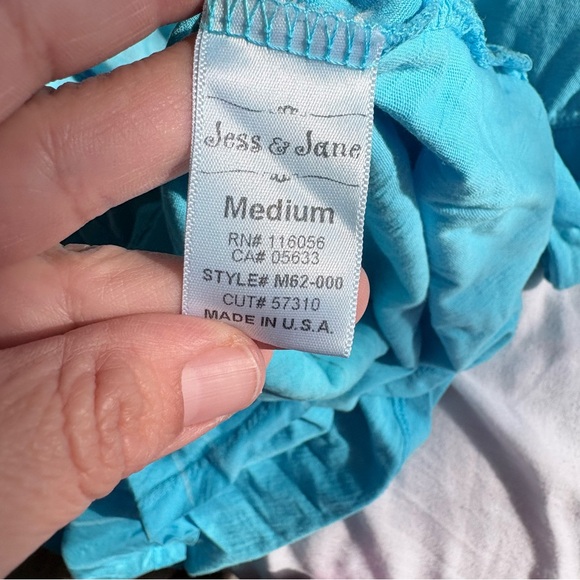 Jess & Jane
Medium
RN# 116056
CA# 05633
STYLE# M62-000
CUT# 57310
MADE IN U.S.A.